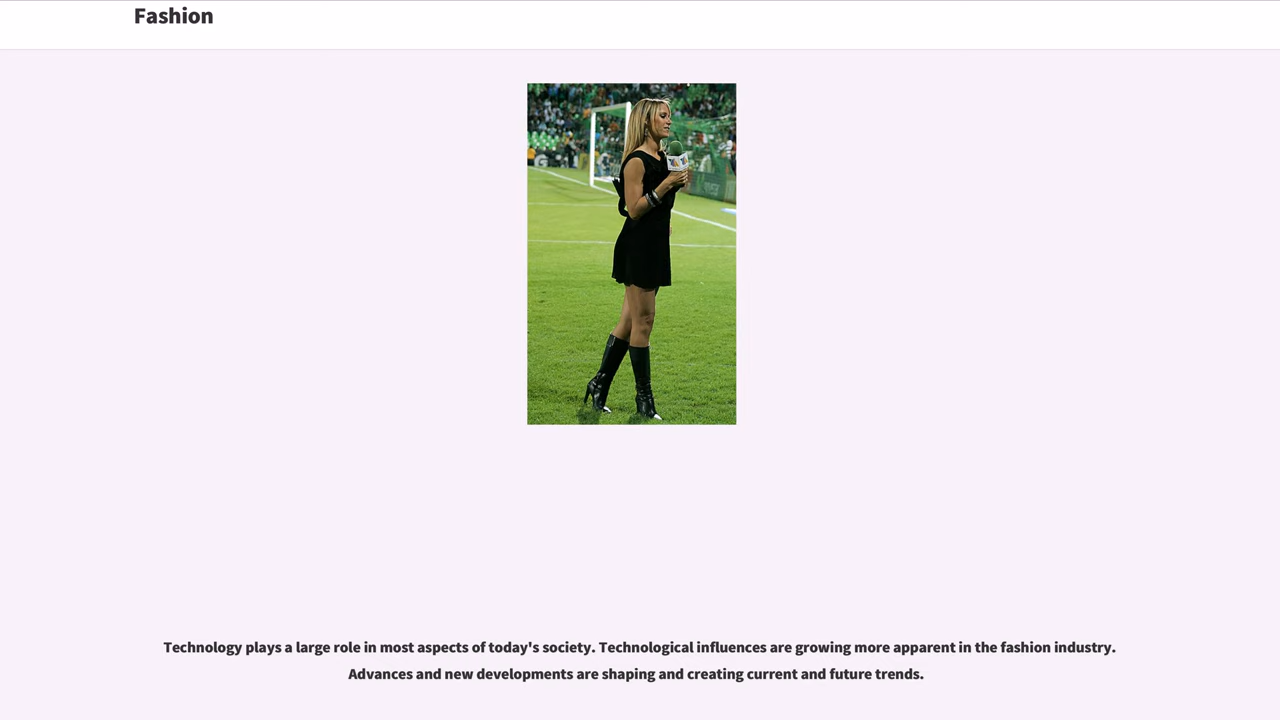 Fashion
Technology plays a large role in most aspects of today's society. Technological influences are growing more apparent in the fashion industry.
Advances and new developments are shaping and creating current and future trends.